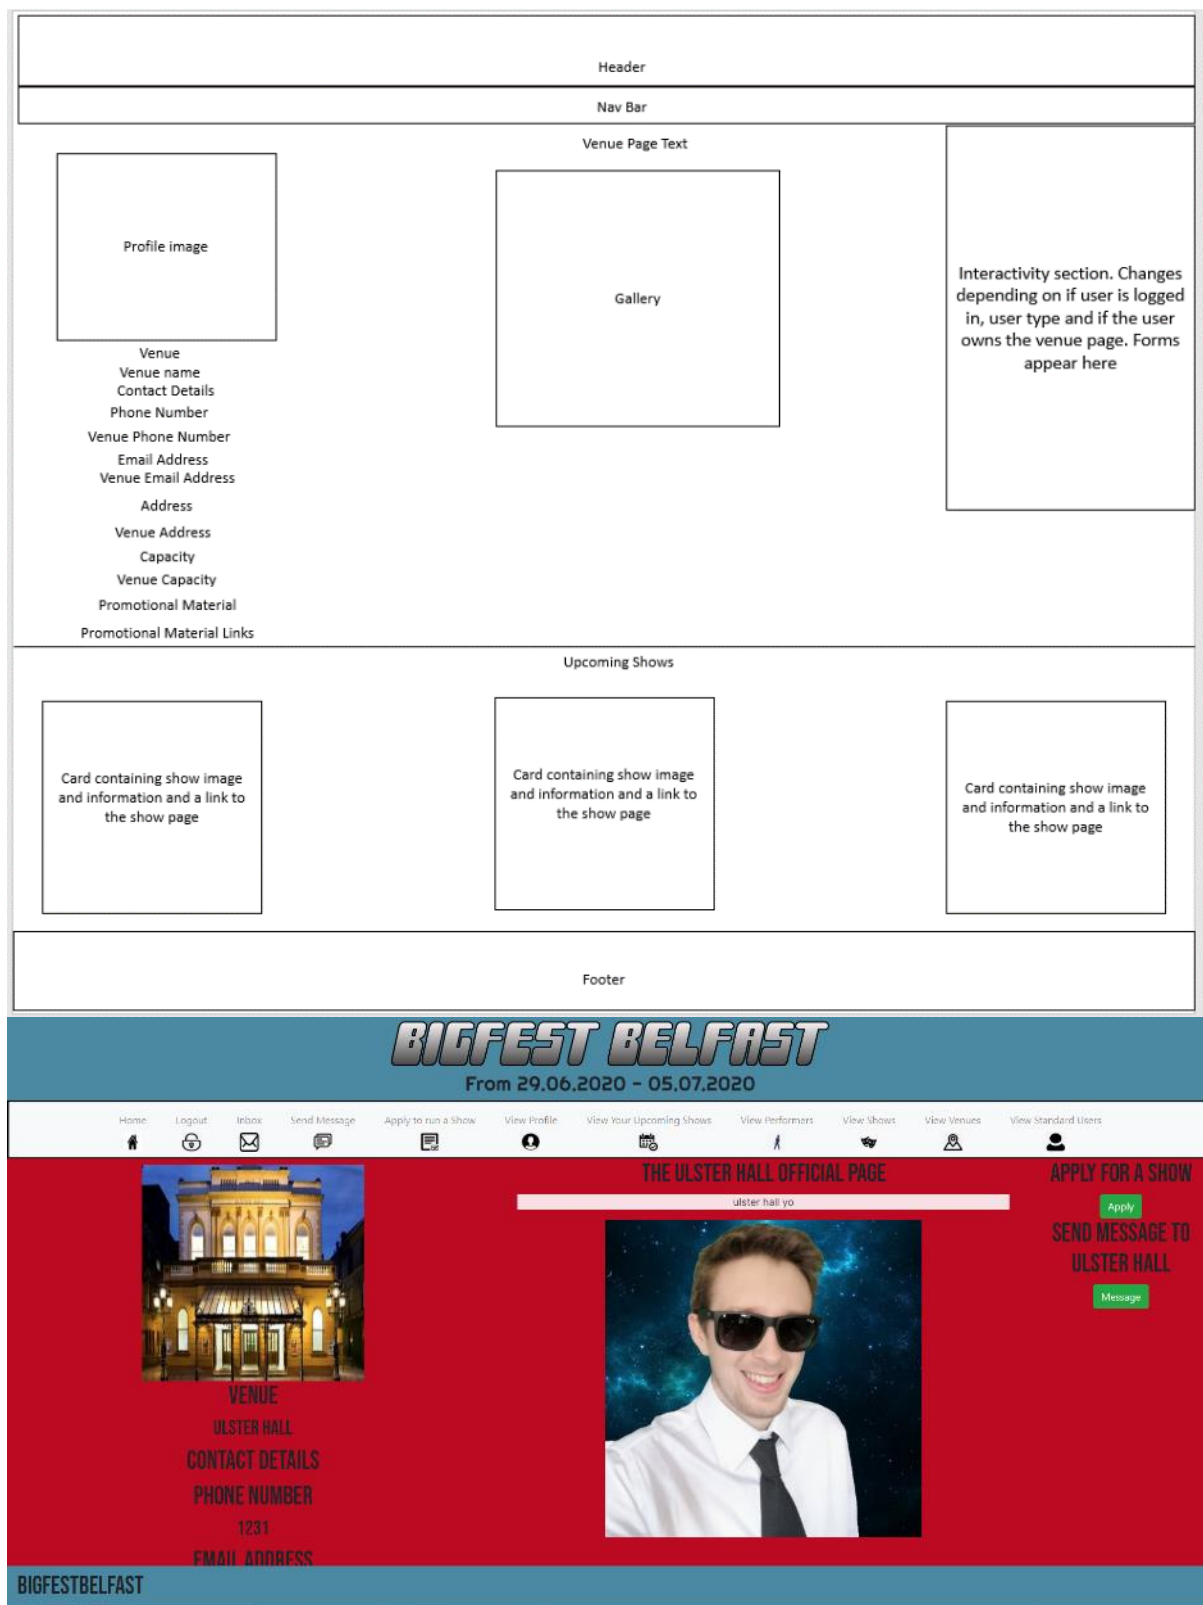 Header
Nav Bar
Venue Page Text
Profile image
Gallery
Interactivity section. Changes
depending on if user is logged
in, user type and if the user
owns the venue page. Forms
appear here
Venue
Venue name
Contact Details
Phone Number
Venue Phone Number
Email Address
Venue Email Address
Address
Venue Address
Capacity
Venue Capacity
Promotional Material
Promotional Material Links
Upcoming Shows
Card containing show image
and information and a link to
the show page
Card containing show image
and information and a link to
the show page
Card containing show image
and information and a link to
the show page
Footer
BIGFEST BELFAST
From 29.06.2020 - 05.07.2020
Home Logout Inbox Send Message Apply to run a Show View Profile View Your Upcoming Shows View Performers View Shows View Venues View Standard Users
THE ULSTER HALL OFFICIAL PAGE
ulster hall yo
APPLY FOR A SHOW
Apply
SEND MESSAGE TO
ULSTER HALL
Message
VENUE
ULSTER HALL
CONTACT DETAILS
PHONE NUMBER
1231
EMAIL ADDRESS
BIGFESTBELFAST